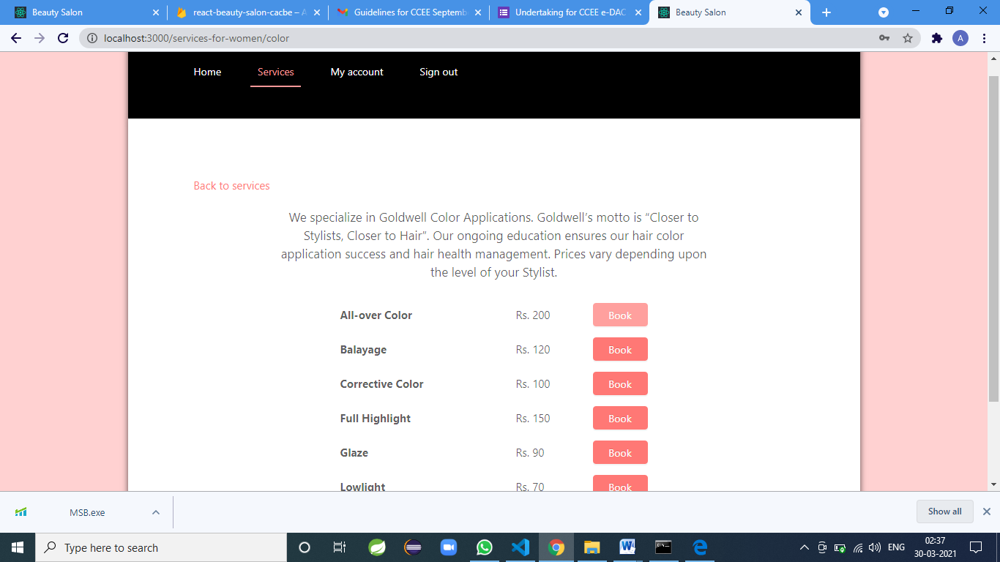 Beauty Salon
react-beauty-salon-cacbe – A
Guidelines for CCEE Septemb
Undertaking for CCEE e-DAC
Beauty Salon
localhost:3000/services-for-women/color
A
Home
Services
My account
Sign out
Back to services
We specialize in Goldwell Color Applications. Goldwell’s motto is “Closer to
Stylists, Closer to Hair”. Our ongoing education ensures our hair color
application success and hair health management. Prices vary depending upon
the level of your Stylist.
All-over Color Rs. 200 Book
Balayage Rs. 120 Book
Corrective Color Rs. 100 Book
Full Highlight Rs. 150 Book
Glaze Rs. 90 Book
Lowlight Rs. 70 Book
MSB.exe
Show all
Type here to search
ENG
02:37
30-03-2021